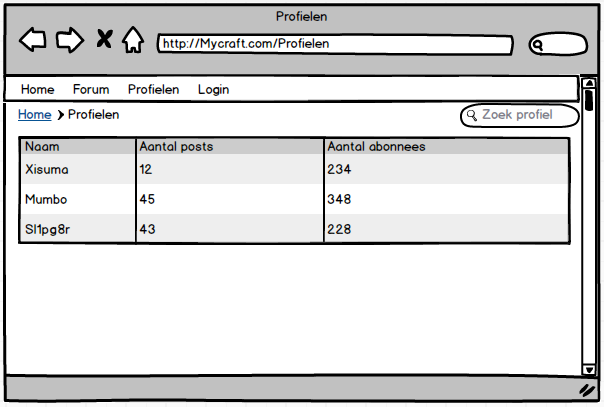 Profielen
http://Mycraft.com/Profielen
Home Forum Profielen Login
Home > Profielen
Zoek profiel
Naam Aantal posts Aantal abonnees
Xisuma 12 234
Mumbo 45 348
Sl1pg8r 43 228